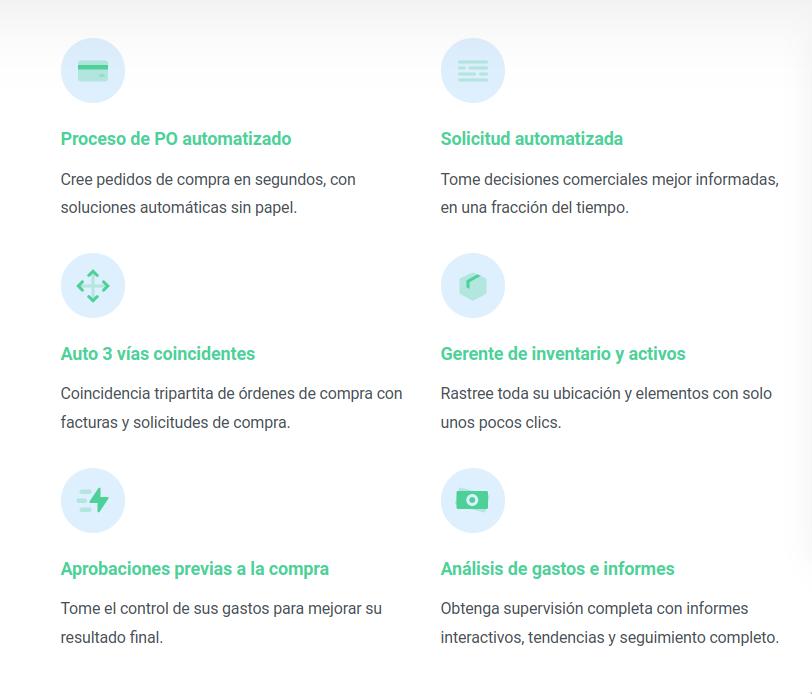 Proceso de PO automatizado
Cree pedidos de compra en segundos, con
soluciones automáticas sin papel.
Solicitud automatizada
Tome decisiones comerciales mejor informadas,
en una fracción del tiempo.
Auto 3 vías coincidentes
Coincidencia tripartita de órdenes de compra con
facturas y solicitudes de compra.
Gerente de inventario y activos
Rastree toda su ubicación y elementos con solo
unos pocos clics.
Aprobaciones previas a la compra
Tome el control de sus gastos para mejorar su
resultado final.
Análisis de gastos e informes
Obtenga supervisión completa con informes
interactivos, tendencias y seguimiento completo.